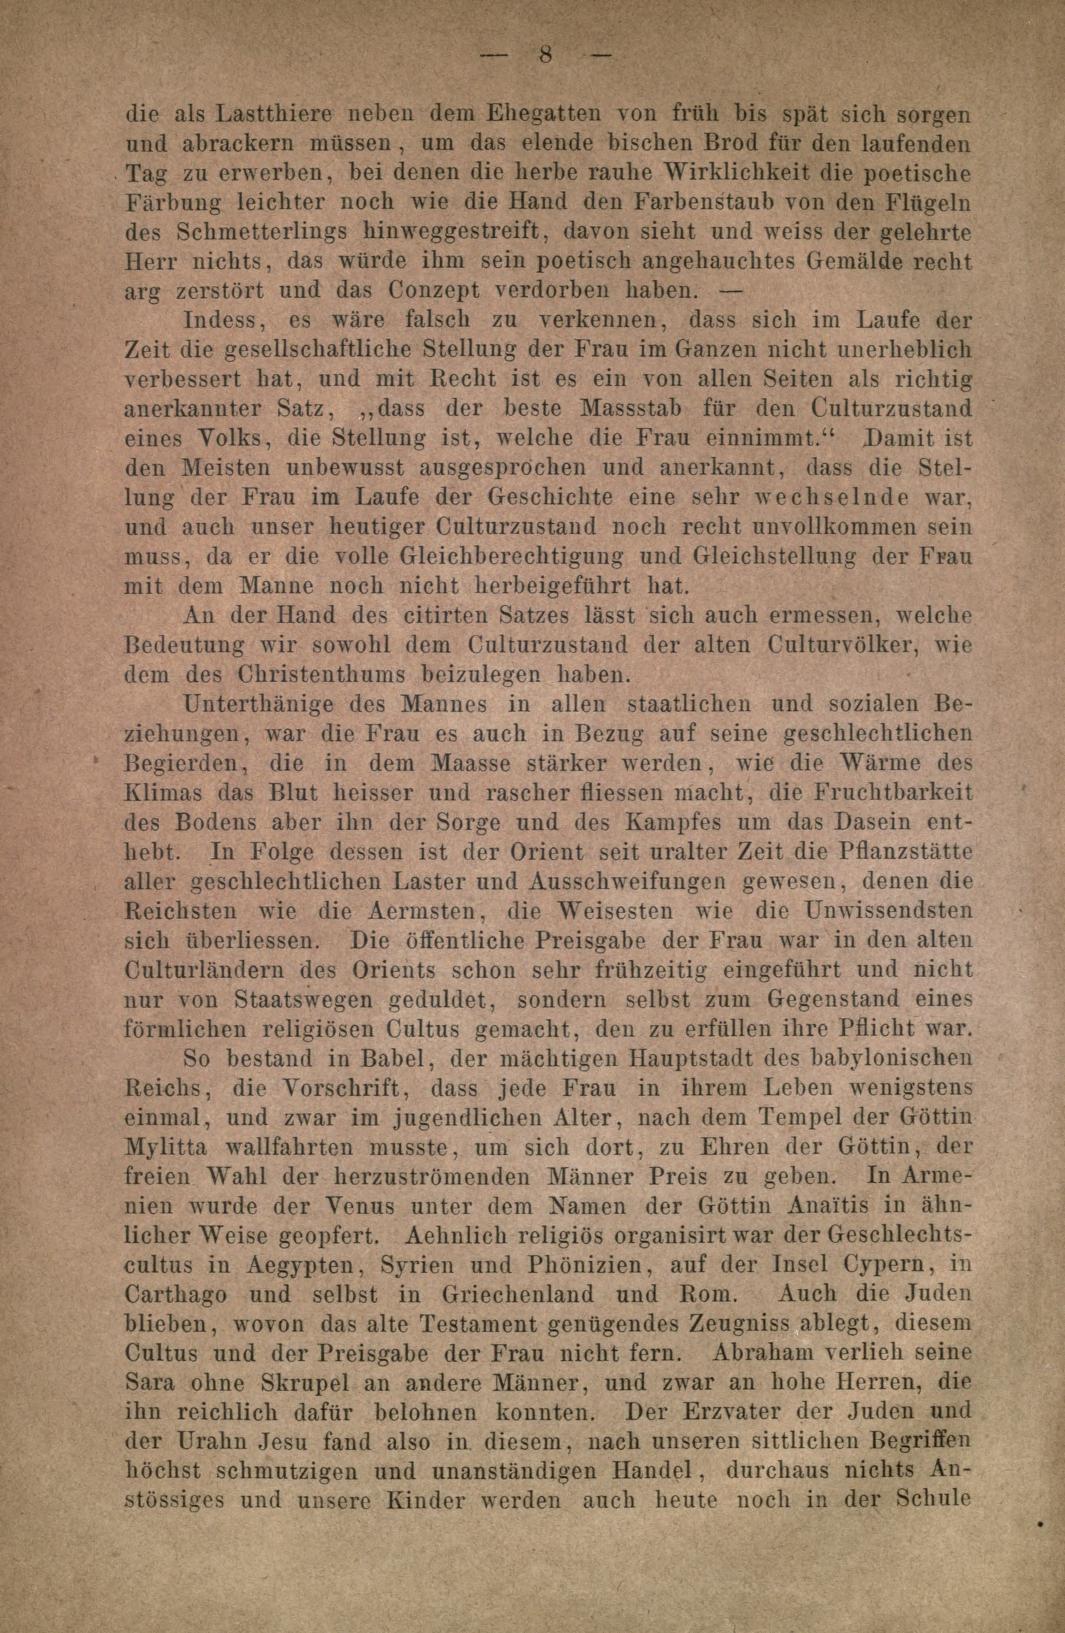 — 8 —
die als Lastthiere neben dem Ehegatten von früh bis spät sich sorgen
und abrackern müssen, um das elende bischen Brod für den laufenden
Tag zu erwerben, bei denen die herbe rauhe Wirklichkeit die poetische
Färbung leichter noch wie die Hand den Farbenstaub von den Flügeln
des Schmetterlings hinweggestreift, davon sieht und weiss der gelehrte
Herr nichts, das würde ihm sein poetisch angehauchtes Gemälde recht
arg zerstört und das Conzept verdorben haben. —
Indess, es wäre falsch zu verkennen, dass sich im Laufe der
Zeit die gesellschaftliche Stellung der Frau im Ganzen nicht unerheblich
verbessert hat, und mit Recht ist es ein von allen Seiten als richtig
anerkannter Satz, „dass der beste Massstab für den Culturzustand
eines Volks, die Stellung ist, welche die Frau einnimmt.“ Damit ist
den Meisten unbewusst ausgesprochen und anerkannt, dass die Stel-
lung der Frau im Laufe der Geschichte eine sehr wechselnde war,
und auch unser heutiger Culturzustand noch recht unvollkommen sein
muss, da er die volle Gleichberechtigung und Gleichstellung der Frau
mit dem Manne noch nicht herbeigeführt hat.
An der Hand des citirten Satzes lässt sich auch ermessen, welche
Bedeutung wir sowohl dem Culturzustand der alten Culturvölker, wie
dem des Christenthums beizulegen haben.
Unterthänige des Mannes in allen staatlichen und sozialen Be-
ziehungen, war die Frau es auch in Bezug auf seine geschlechtlichen
Begierden, die in dem Maasse stärker werden, wie die Wärme des
Klimas das Blut heisser und rascher fliessen macht, die Fruchtbarkeit
des Bodens aber ihn der Sorge und des Kampfes um das Dasein ent-
hebt. In Folge dessen ist der Orient seit uralter Zeit die Pflanzstätte
aller geschlechtlichen Laster und Ausschweifungen gewesen, denen die
Reichsten wie die Aermsten, die Weisesten wie die Unwissendsten
sich überliessen. Die öffentliche Preisgabe der Frau war in den alten
Culturländern des Orients schon sehr frühzeitig eingeführt und nicht
nur von Staatswegen geduldet, sondern selbst zum Gegenstand eines
förmlichen religiösen Cultus gemacht, den zu erfüllen ihre Pflicht war.
So bestand in Babel, der mächtigen Hauptstadt des babylonischen
Reichs, die Vorschrift, dass jede Frau in ihrem Leben wenigstens
einmal, und zwar im jugendlichen Alter, nach dem Tempel der Göttin
Mylitta wallfahrten musste, um sich dort, zu Ehren der Göttin, der
freien Wahl der herzuströmenden Männer Preis zu geben. In Arme-
nien wurde der Venus unter dem Namen der Göttin Anaïtis in ähn-
licher Weise geopfert. Aehnlich religiös organisirt war der Geschlechts-
cultus in Aegypten, Syrien und Phönizien, auf der Insel Cypern, in
Carthago und selbst in Griechenland und Rom. Auch die Juden
blieben, wovon das alte Testament genügendes Zeugniss ablegt, diesem
Cultus und der Preisgabe der Frau nicht fern. Abraham verlieh seine
Sara ohne Skrupel an andere Männer, und zwar an hohe Herren, die
ihn reichlich dafür belohnen konnten. Der Erzvater der Juden und
der Urahn Jesu fand also in diesem, nach unseren sittlichen Begriffen
höchst schmutzigen und unanständigen Handel, durchaus nichts An-
stössiges und unsere Kinder werden auch heute noch in der Schule